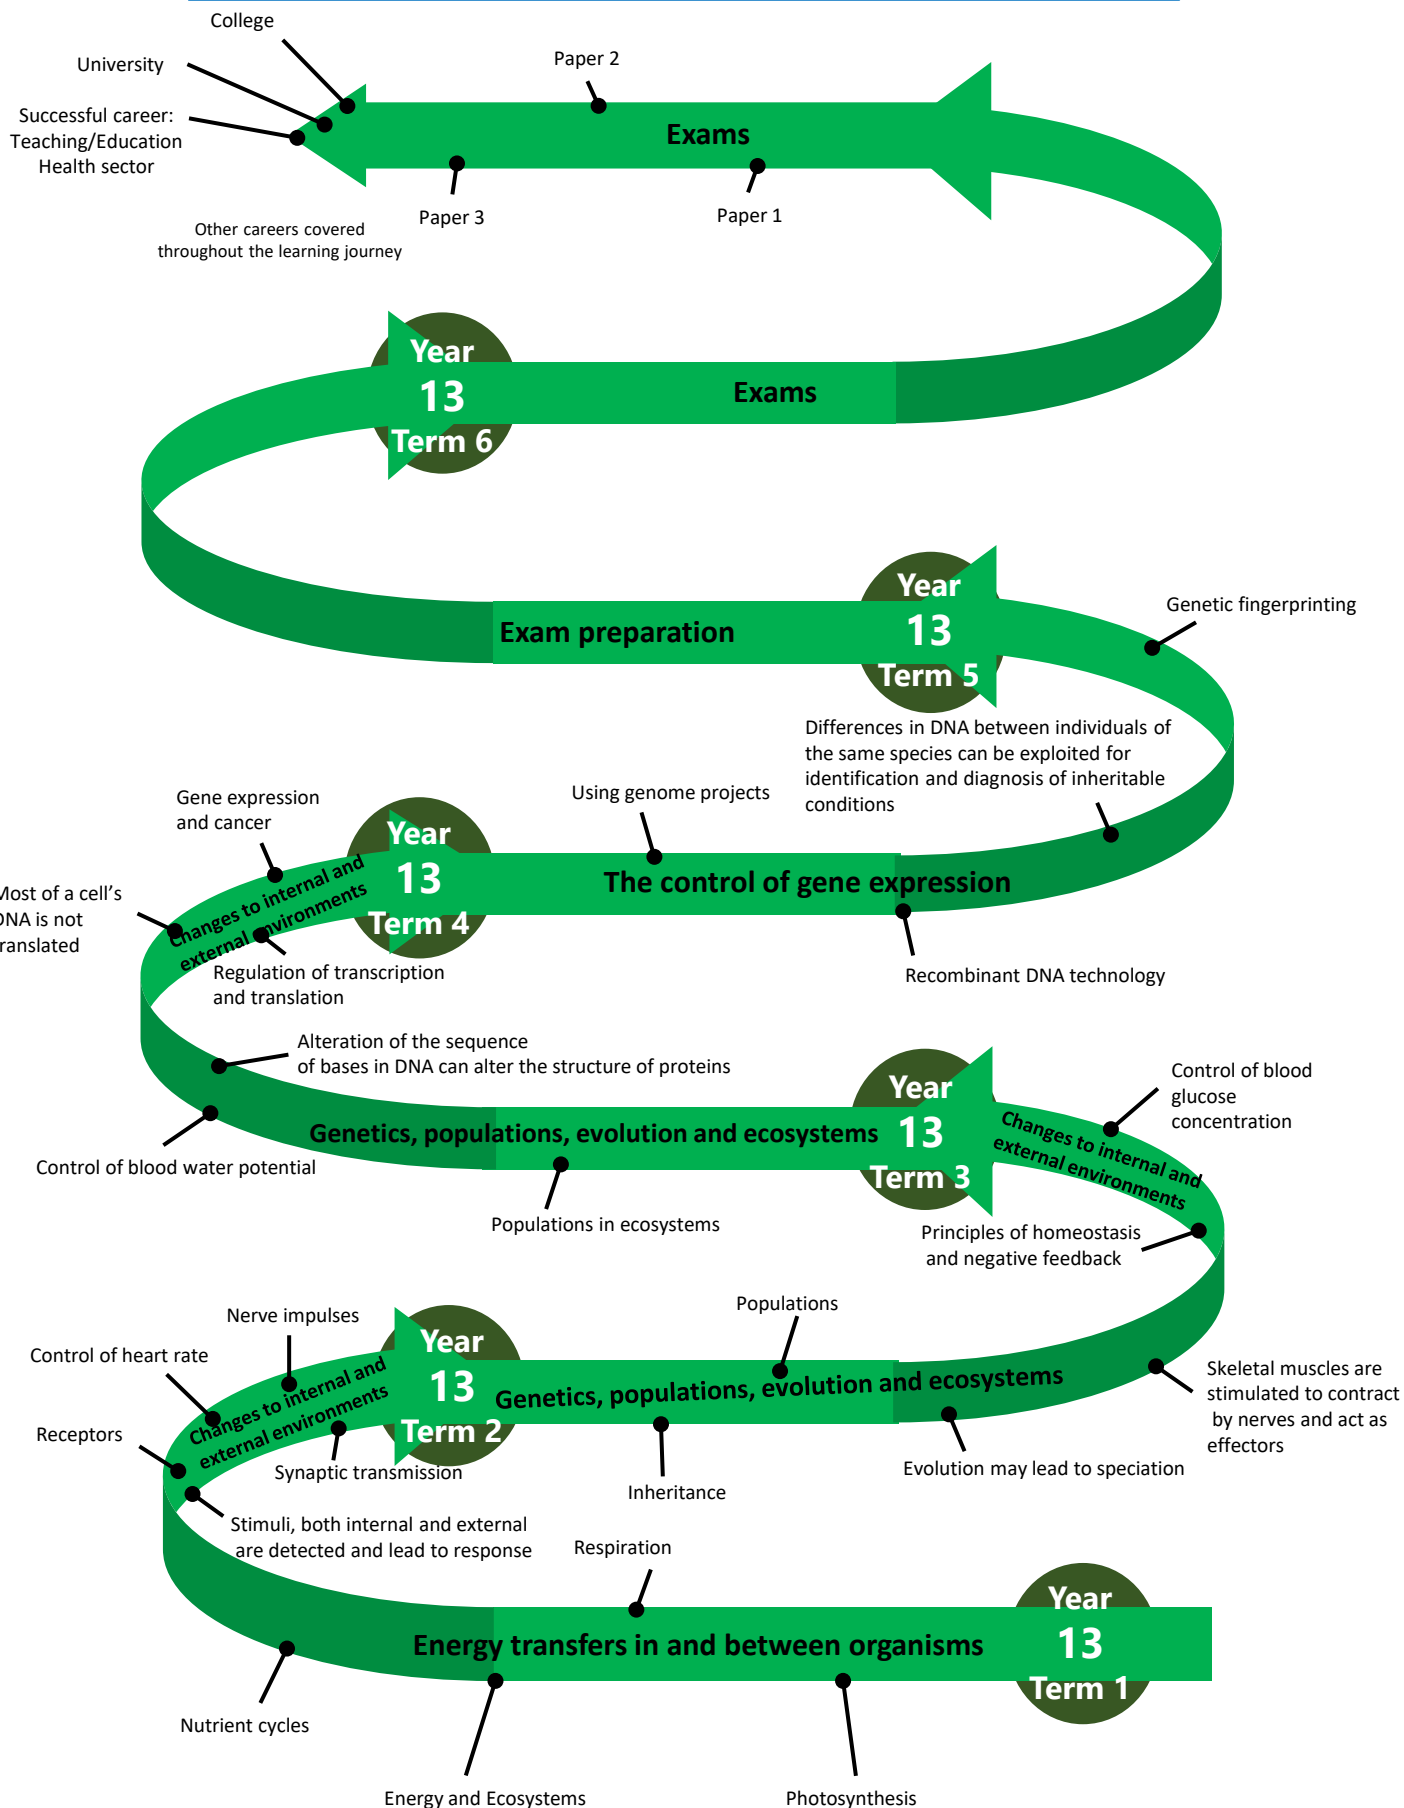 College
University
Successful career:
Teaching/Education
Health sector
Paper 2
Exams
Paper 3
Paper 1
Other careers covered
throughout the learning journey
Year
13
Term 6
Exams
Year
13
Term 5
Exam preparation
Genetic fingerprinting
Differences in DNA between individuals of
the same species can be exploited for
identification and diagnosis of inheritable
conditions
Using genome projects
Gene expression
and cancer
Year
13
Term 4
The control of gene expression
Changes to internal and
external environments
Most of a cell's
DNA is not
translated
Regulation of transcription
and translation
Recombinant DNA technology
Alteration of the sequence
of bases in DNA can alter the structure of proteins
Year
13
Term 3
Control of blood
glucose
concentration
Changes to internal and
external environments
Genetics, populations, evolution and ecosystems
Control of blood water potential
Populations in ecosystems
Principles of homeostasis
and negative feedback
Populations
Nerve impulses
Control of heart rate
Year
13
Term 2
Changes to internal and
external environments
Genetics, populations, evolution and ecosystems
Skeletal muscles are
stimulated to contract
by nerves and act as
effectors
Receptors
Synaptic transmission
Inheritance
Evolution may lead to speciation
Stimuli, both internal and external
are detected and lead to response
Respiration
Year
13
Term 1
Energy transfers in and between organisms
Nutrient cycles
Energy and Ecosystems
Photosynthesis